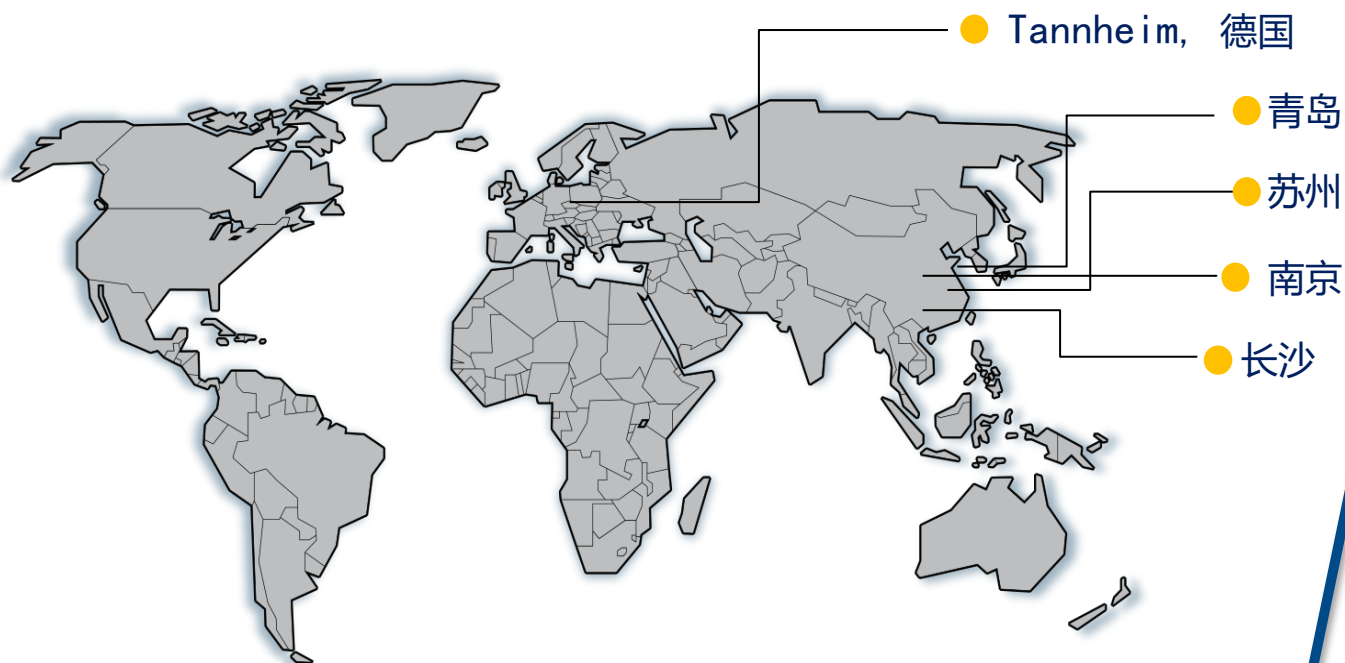 Tannheim, 德国
青岛
苏州
南京
长沙